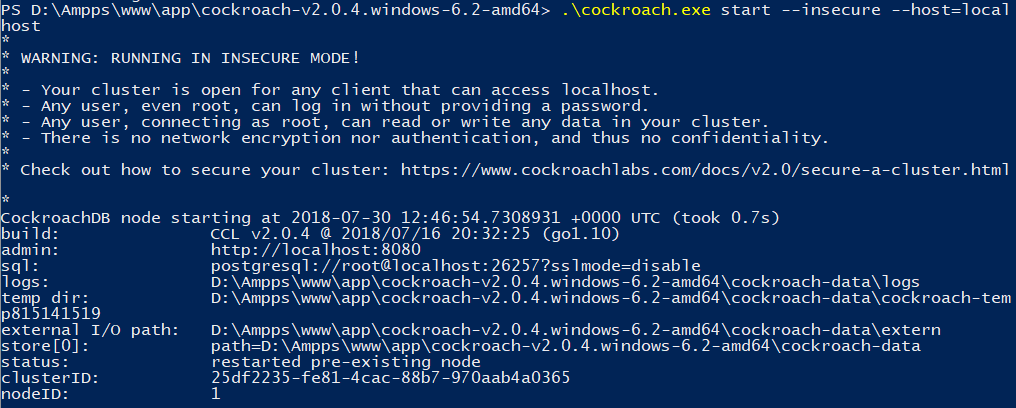 PS D:\Ampps\www\app\cockroach-v2.0.4.windows-6.2-amd64> .\cockroach.exe start --insecure --host=local
host
*
* WARNING: RUNNING IN INSECURE MODE!
*
* - Your cluster is open for any client that can access localhost.
* - Any user, even root, can log in without providing a password.
* - Any user, connecting as root, can read or write any data in your cluster.
* - There is no network encryption nor authentication, and thus no confidentiality.
*
* Check out how to secure your cluster: https://www.cockroachlabs.com/docs/v2.0/secure-a-cluster.html
*
CockroachDB node starting at 2018-07-30 12:46:54.7308931 +0000 UTC (took 0.7s)
build: CCL v2.0.4 @ 2018/07/16 20:32:25 (go1.10)
admin: http://localhost:8080
sql: postgresql://root@localhost:26257?sslmode=disable
logs: D:\Ampps\www\app\cockroach-v2.0.4.windows-6.2-amd64\cockroach-data\logs
temp dir: D:\Ampps\www\app\cockroach-v2.0.4.windows-6.2-amd64\cockroach-data\cockroach-tem
p815141519
external I/O path: D:\Ampps\www\app\cockroach-v2.0.4.windows-6.2-amd64\cockroach-data\extern
store[0]: path=D:\Ampps\www\app\cockroach-v2.0.4.windows-6.2-amd64\cockroach-data
status: restarted pre-existing node
clusterID: 25df2235-fe81-4cac-88b7-970aab4a0365
nodeID: 1